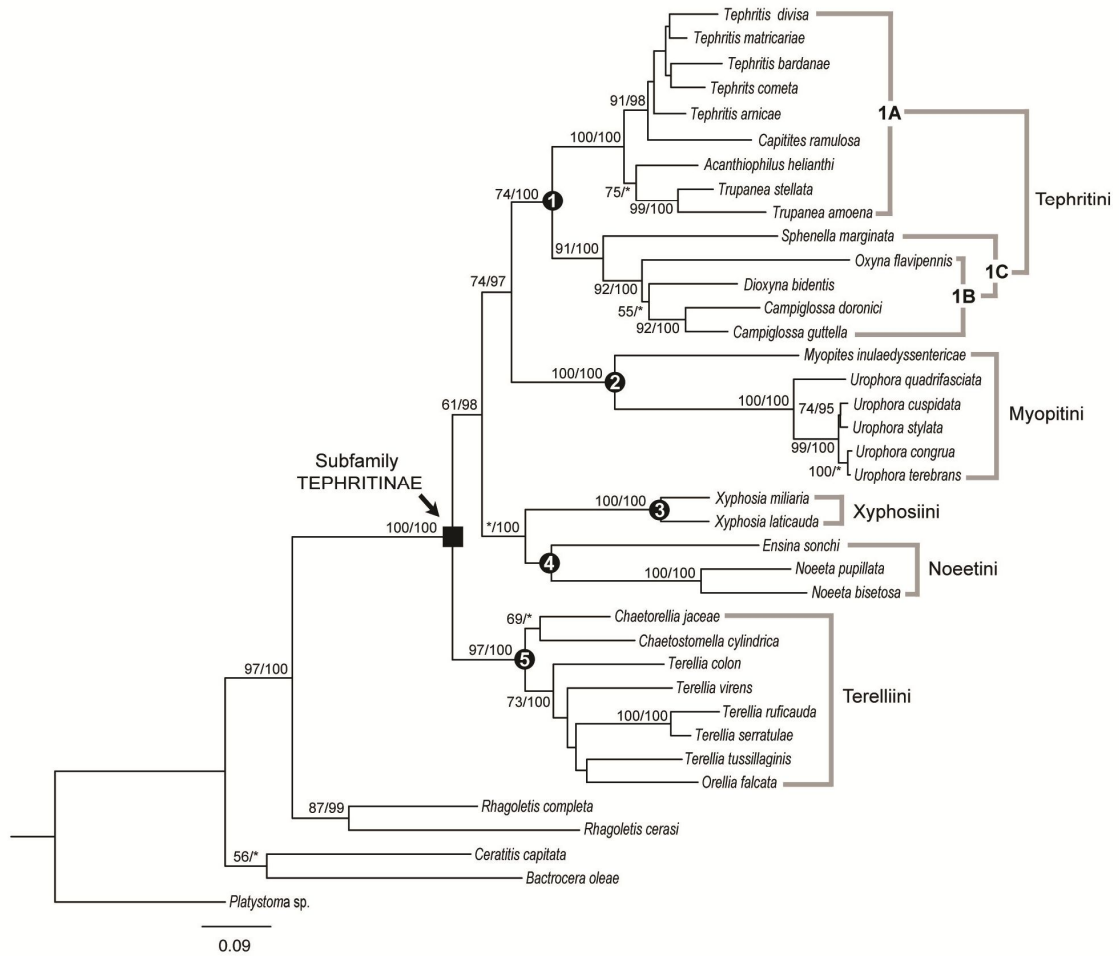 Tephritis divisa
Tephritis matricariae
Tephritis bardanae
Tephrits cometa
91/98
Tephritis arnicae
1A
100/100
Capitites ramulosa
Acanthiophilus helianthi
75/*
Trupanea stellata
74/100
1
99/100
Trupanea amoena
Tephritini
Sphenella marginata
91/100
Oxyna flavipennis
1C
74/97
92/100
Dioxyna bidentis
1B
55/*
Campiglossa doronici
92/100
Campiglossa guttella
Myopites inulaedyssentericae
100/100
2
Urophora quadrifasciata
100/100
74/95
Urophora cuspidata
61/98
Myopitini
Urophora stylata
99/100
Urophora congrua
100/*
Urophora terebrans
Subfamily
TEPHRITINAE
100/100
3
Xyphosia miliaria
Xyphosiini
Xyphosia laticauda
100/100
*/100
Ensina sonchi
4
Noeeta pupillata
Noeetini
100/100
Noeeta bisetosa
69/*
Chaetorellia jaceae
Chaetostomella cylindrica
97/100
5
Terellia colon
97/100
73/100
Terellia virens
Terelliini
100/100
Terellia ruficauda
Terellia serratulae
Terellia tussillaginis
Orellia falcata
87/99
Rhagoletis completa
Rhagoletis cerasi
56/*
Ceratitis capitata
Bactrocera oleae
Platystoma sp.
0.09